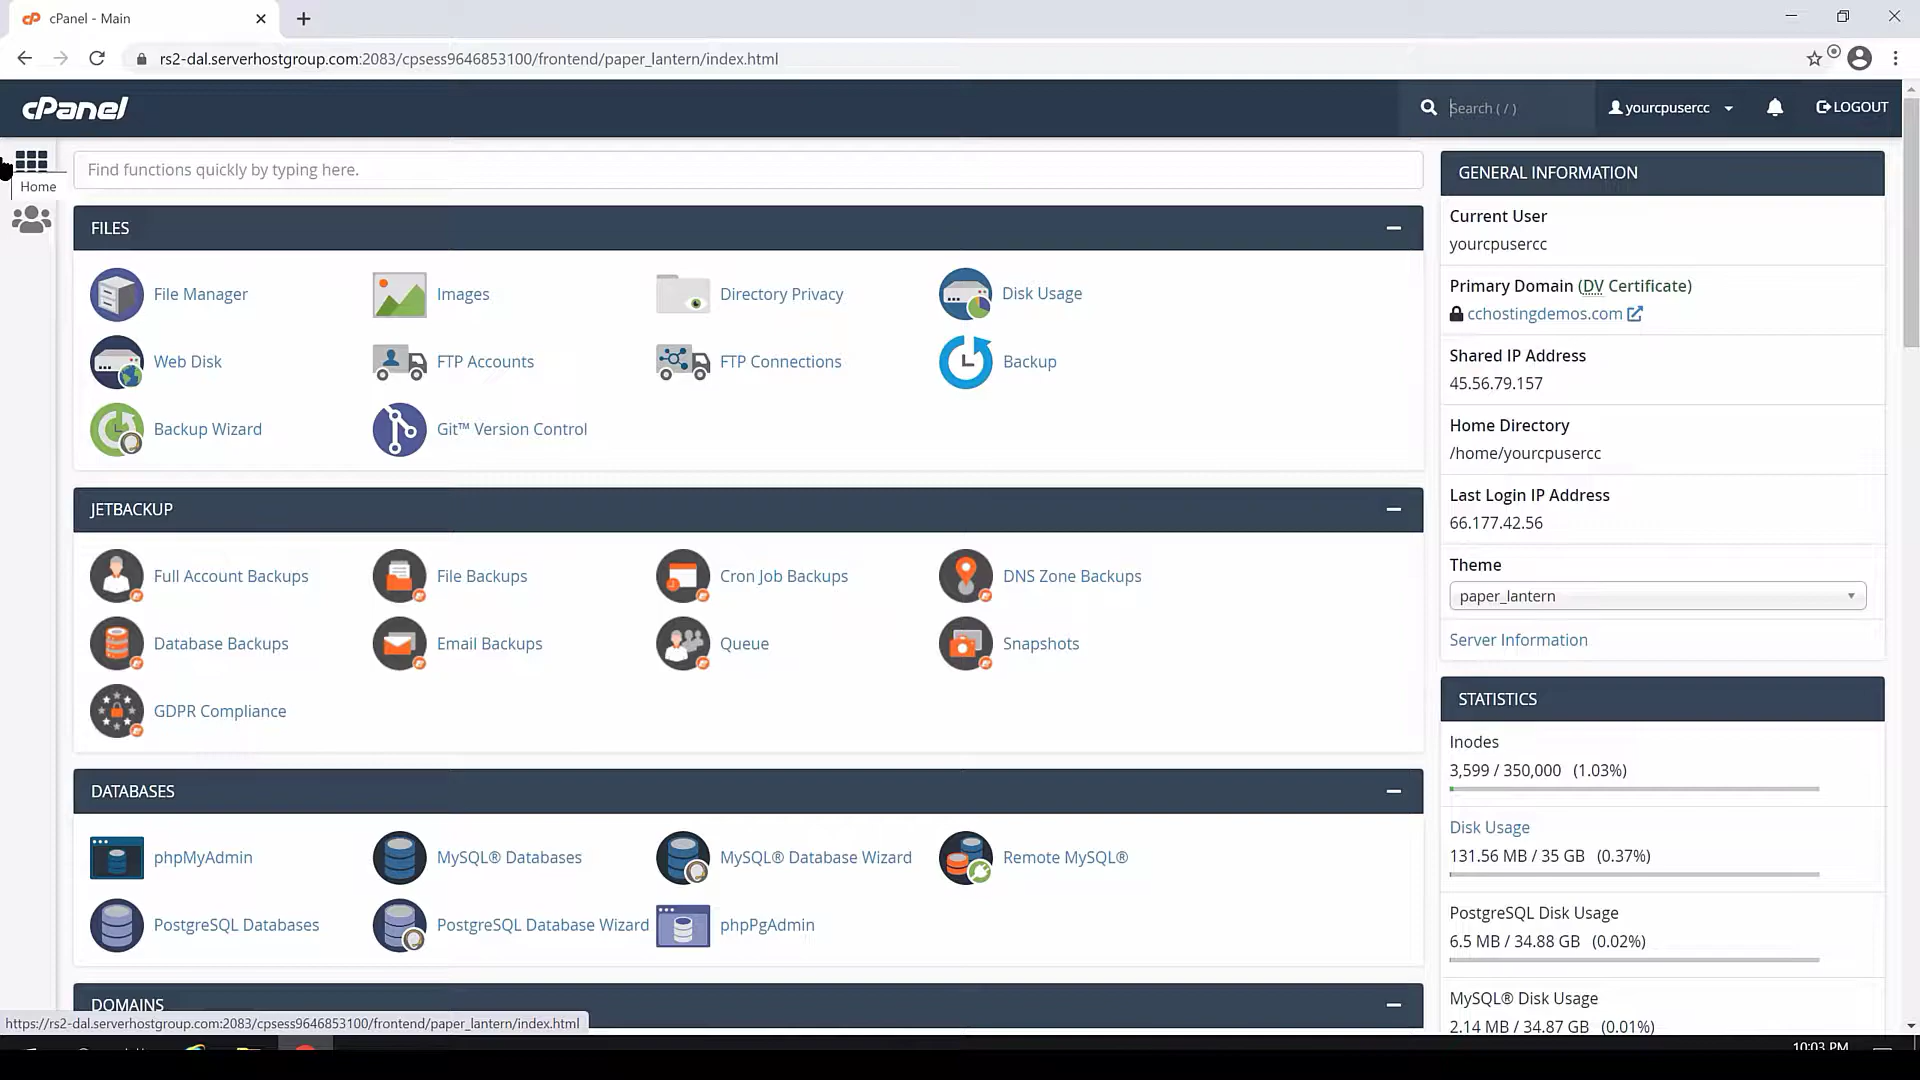 cPanel - Main
rs2-dal.serverhostgroup.com:2083/cpsess9646853100/frontend/paper_lantern/index.html
cPanel
Search ( / )
yourcpusercc
LOGOUT
Home
Find functions quickly by typing here.
FILES
File Manager
Images
Directory Privacy
Disk Usage
Web Disk
FTP Accounts
FTP Connections
Backup
Backup Wizard
Git™ Version Control
JETBACKUP
Full Account Backups
File Backups
Cron Job Backups
DNS Zone Backups
Database Backups
Email Backups
Queue
Snapshots
GDPR Compliance
DATABASES
phpMyAdmin
MySQL® Databases
MySQL® Database Wizard
Remote MySQL®
PostgreSQL Databases
PostgreSQL Database Wizard
phpPgAdmin
DOMAINS
GENERAL INFORMATION
Current User
yourcpusercc
Primary Domain (DV Certificate)
cchostingdemos.com
Shared IP Address
45.56.79.157
Home Directory
/home/yourcpusercc
Last Login IP Address
66.177.42.56
Theme
paper_lantern
Server Information
STATISTICS
Inodes
3,599 / 350,000 (1.03%)
Disk Usage
131.56 MB / 35 GB (0.37%)
PostgreSQL Disk Usage
6.5 MB / 34.88 GB (0.02%)
MySQL® Disk Usage
2.14 MB / 34.87 GB (0.01%)
https://rs2-dal.serverhostgroup.com:2083/cpsess9646853100/frontend/paper_lantern/index.html
10:03 PM